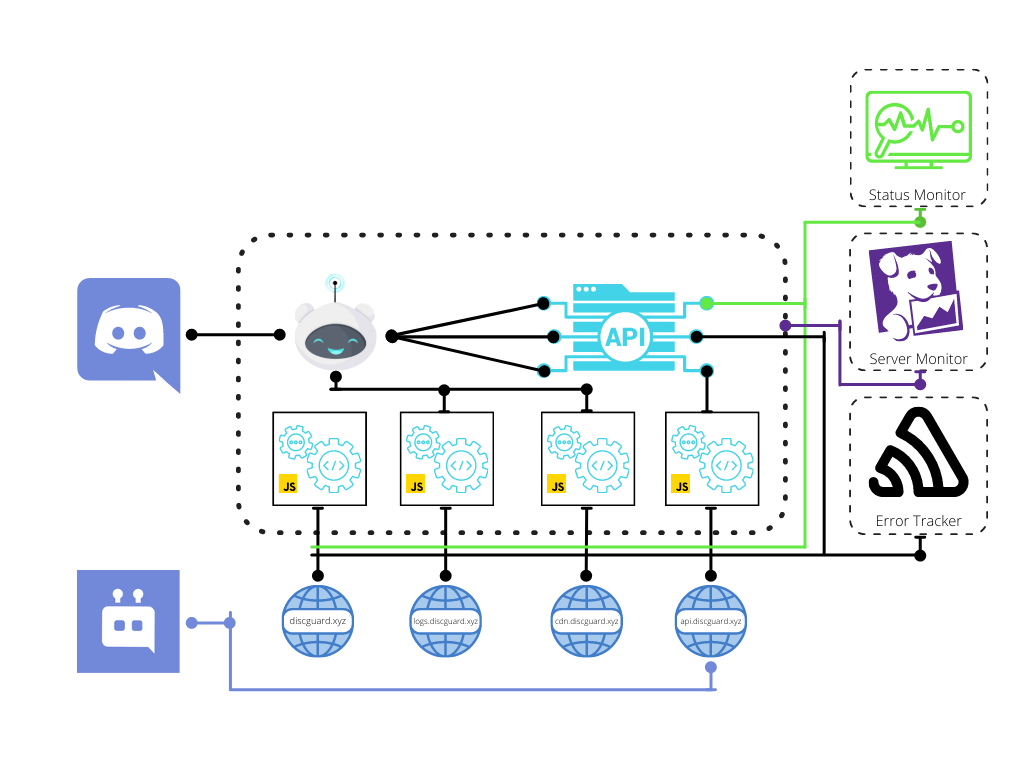 Status Monitor
API
Server Monitor
JS
JS
JS
JS
Error Tracker
discguard.xyz
logs.discguard.xyz
cdn.discguard.xyz
api.discguard.xyz